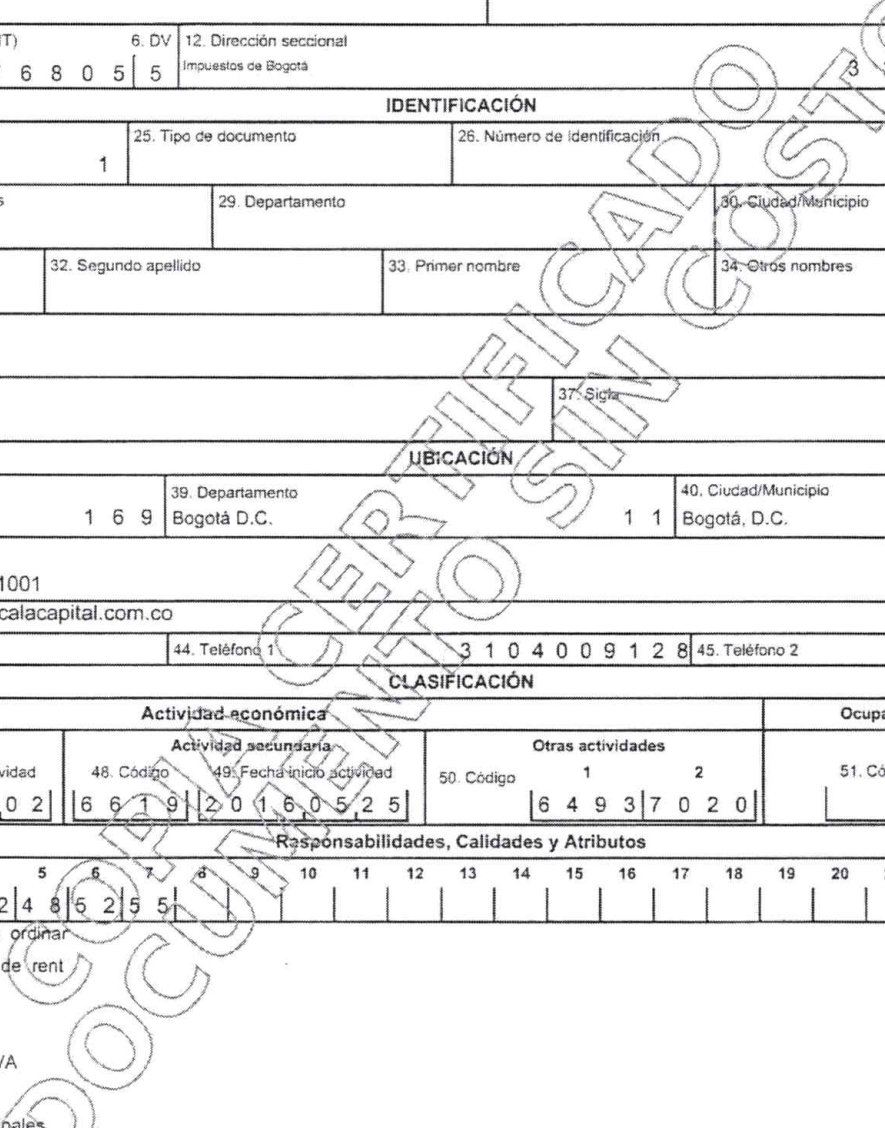 IT) 6. DV 12. Dirección seccional
6 8 0 5 5 Impuestos de Bogotá 3
IDENTIFICACIÓN
25. Tipo de documento 26. Número de Identificación
1
29. Departamento 30. Ciudad/Municipio
32. Segundo apellido 33. Primer nombre 34. Otros nombres
37. Sigla
UBICACIÓN
39. Departamento 40. Ciudad/Municipio
1 6 9 Bogotá D.C. 1 1 Bogotá, D.C.
1001
calacapital.com.co
44. Teléfono 1 3 1 0 4 0 0 9 1 2 8 45. Teléfono 2
CLASIFICACIÓN
Actividad económica Ocupa
Actividad secundaria Otras actividades
vidad 48. Código 49. Fecha inicio actividad 50. Código 1 2 51. Có
0 2 6 6 1 9 2 0 1 6 0 5 2 5 6 4 9 3 7 0 2 0
Responsabilidades, Calidades y Atributos
5 6 7 8 9 10 11 12 13 14 15 16 17 18 19 20
2 4 8 5 2 5 5
ordinar
de rent
VA
nales
COPIA CERTIFICADO
DOCUMENTO SIN COSTO